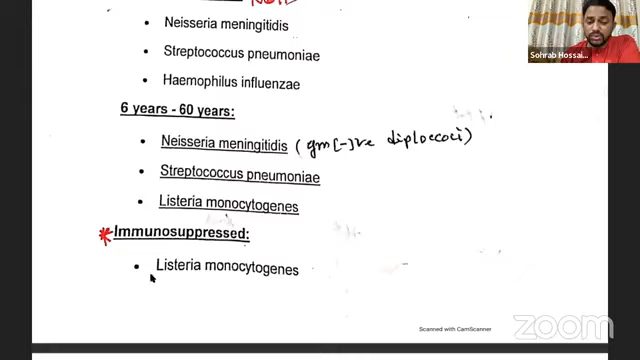 Neisseria meningitidis
Streptococcus pneumoniae
Haemophilus influenzae
6 years - 60 years:
Neisseria meningitidis (gm[-]ve diplococci)
Streptococcus pneumoniae
Listeria monocytogenes
*Immunosuppressed:
Listeria monocytogenes
Scanned with CamScanner
zoom
Sohrab Hossai...